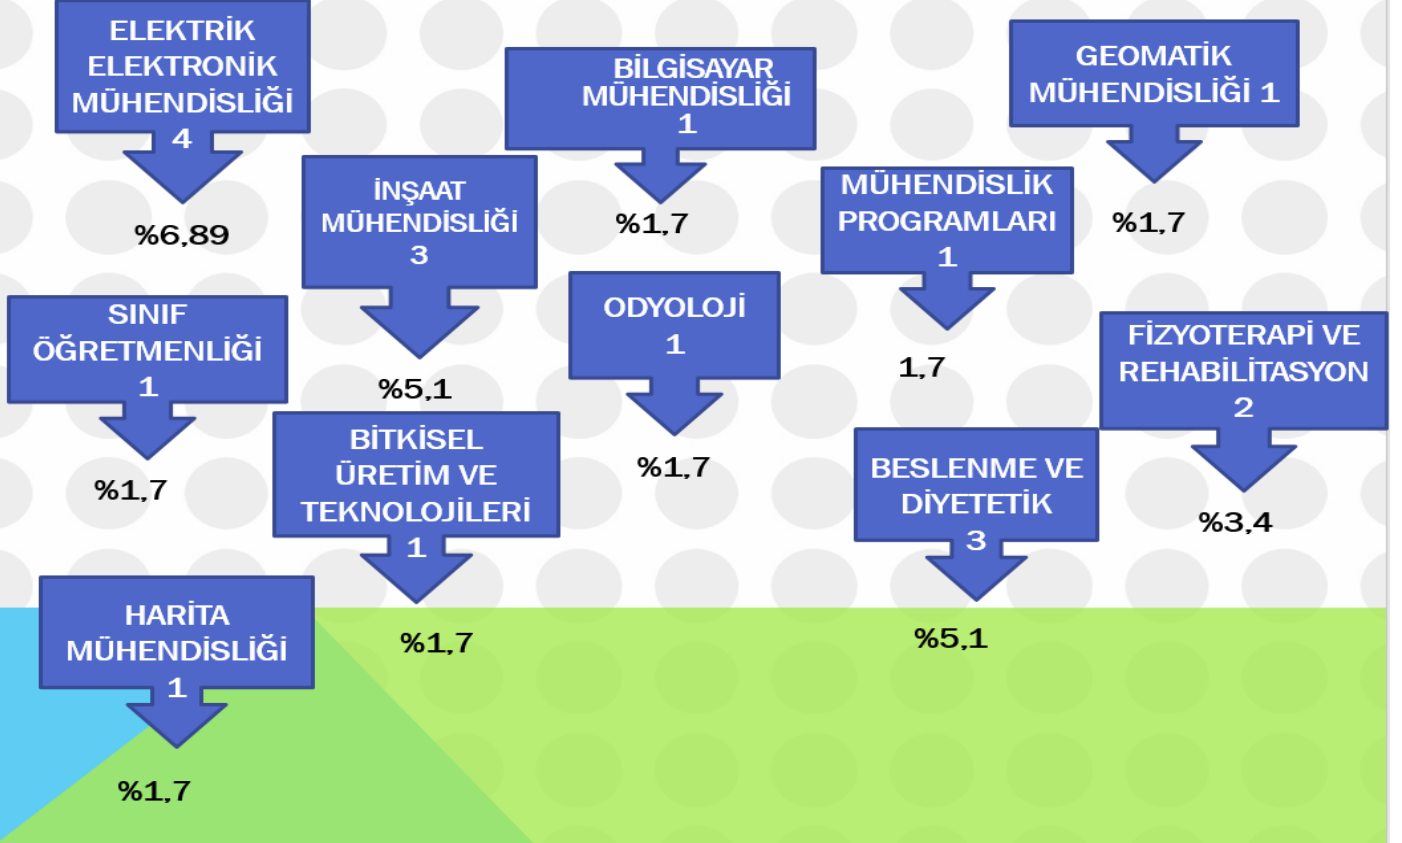 ELEKTRİK
ELEKTRONİK
MÜHENDİSLİĞİ
4
%6,89
BİLGİSAYAR
MÜHENDİSLİĞİ
1
%1,7
GEOMATİK
MÜHENDİSLİĞİ 1
%1,7
İNŞAAT
MÜHENDİSLİĞİ
3
%5,1
MÜHENDİSLİK
PROGRAMLARI
1
1,7
SINIF
ÖĞRETMENLİĞİ
1
%1,7
ODYOLOJİ
1
%1,7
FİZYOTERAPİ VE
REHABİLİTASYON
2
%3,4
BİTKİSEL
ÜRETİM VE
TEKNOLOJİLERİ
1
%1,7
BESLENME VE
DİYETETİK
3
%5,1
HARİTA
MÜHENDİSLİĞİ
1
%1,7